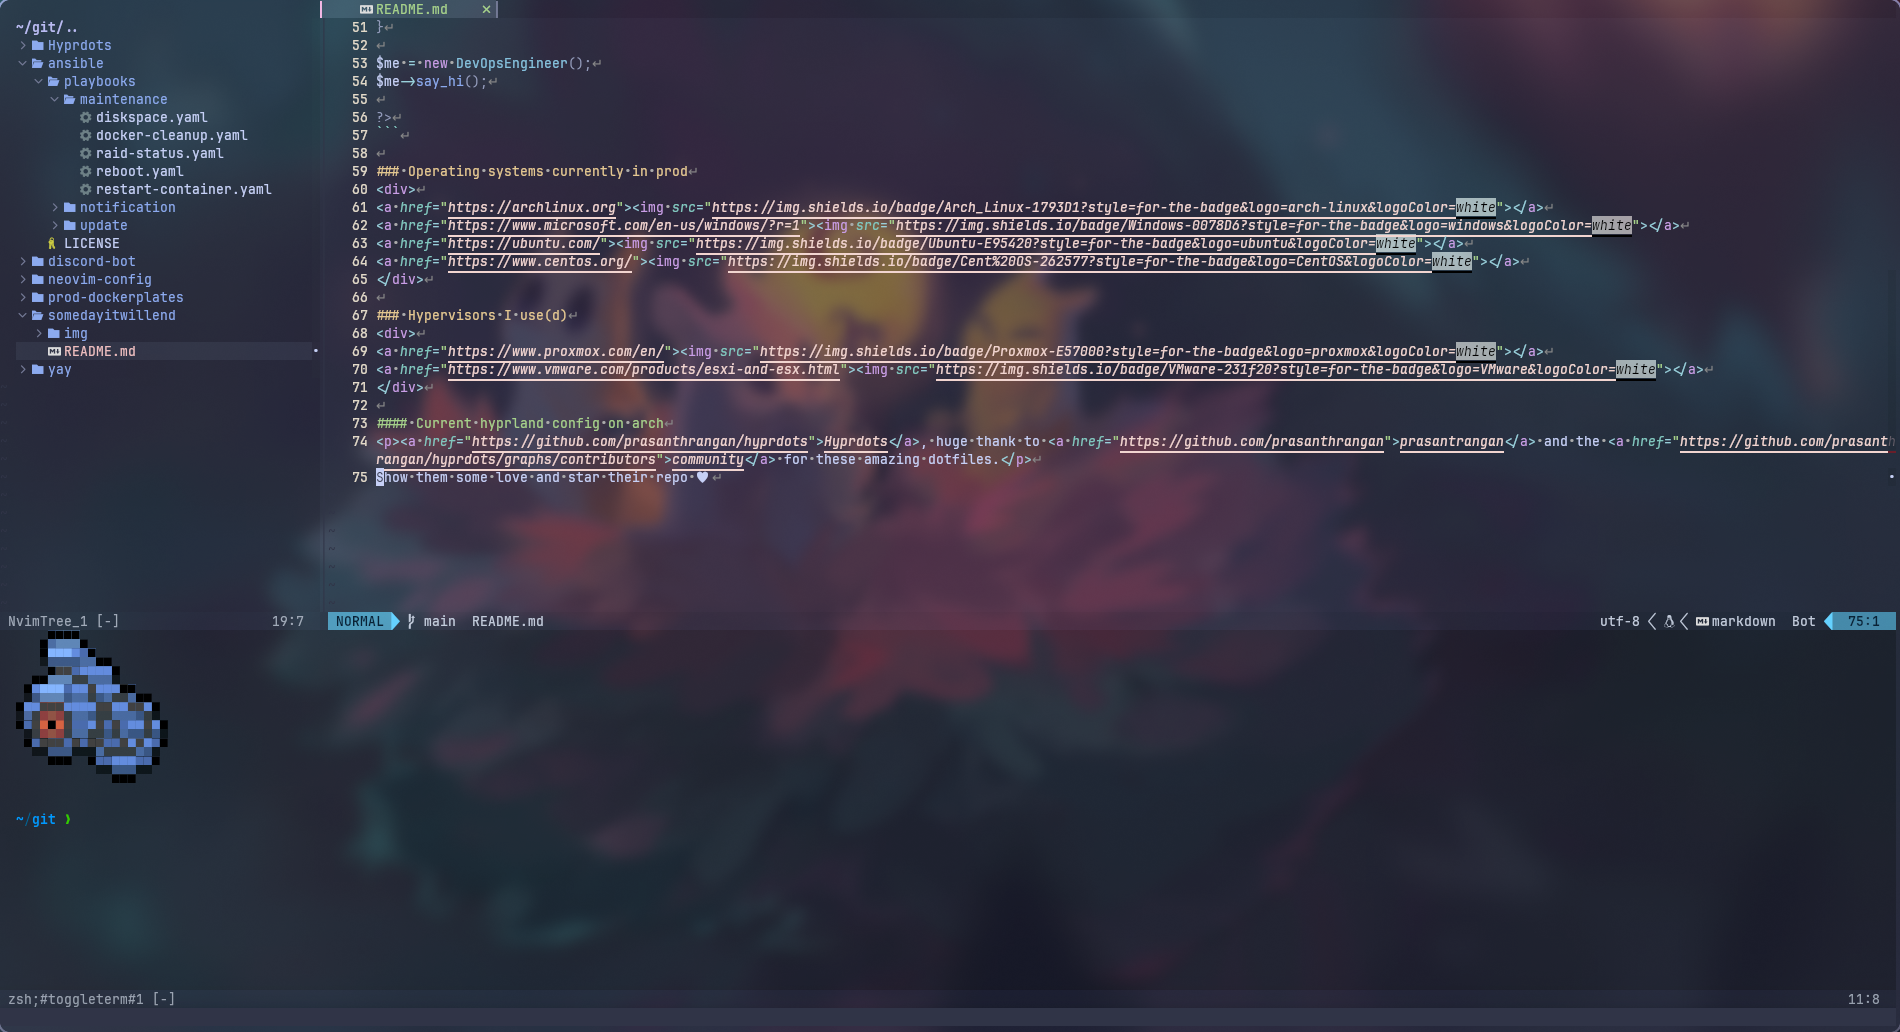 README.md ×
~/git/..
Hyprdots
ansible
playbooks
maintenance
diskspace.yaml
docker-cleanup.yaml
raid-status.yaml
reboot.yaml
restart-container.yaml
notification
update
LICENSE
discord-bot
neovim-config
prod-dockerplates
somedayitwillend
img
README.md
yay
NvimTree_1 [-] 19:7
51 }
52
53 $me = new DevOpsEngineer();
54 $me->say_hi();
55
56 ?>
57 ```
58
59 ### Operating systems currently in prod
60 <div>
61 <a href="https://archlinux.org"><img src="https://img.shields.io/badge/Arch_Linux-1793D1?style=for-the-badge&logo=arch-linux&logoColor=white"></a>
62 <a href="https://www.microsoft.com/en-us/windows/?r=1"><img src="https://img.shields.io/badge/Windows-0078D6?style=for-the-badge&logo=windows&logoColor=white"></a>
63 <a href="https://ubuntu.com/"><img src="https://img.shields.io/badge/Ubuntu-E95420?style=for-the-badge&logo=ubuntu&logoColor=white"></a>
64 <a href="https://www.centos.org/"><img src="https://img.shields.io/badge/Cent%20OS-262577?style=for-the-badge&logo=CentOS&logoColor=white"></a>
65 </div>
66
67 ### Hypervisors I use(d)
68 <div>
69 <a href="https://www.proxmox.com/en/"><img src="https://img.shields.io/badge/Proxmox-E57000?style=for-the-badge&logo=proxmox&logoColor=white"></a>
70 <a href="https://www.vmware.com/products/esxi-and-esx.html"><img src="https://img.shields.io/badge/VMware-231f20?style=for-the-badge&logo=VMware&logoColor=white"></a>
71 </div>
72
73 #### Current hyprland config on arch
74 <p><a href="https://github.com/prasanthrangan/hyprdots">Hyprdots</a>, huge thank to <a href="https://github.com/prasanthrangan">prasantrangan</a> and the <a href="https://github.com/prasanth
rangan/hyprdots/graphs/contributors">community</a> for these amazing dotfiles.</p>
75 Show them some love and star their repo ♥
NORMAL main README.md utf-8 markdown Bot 75:1
~/git ❯
zsh;#toggleterm#1 [-] 11:8